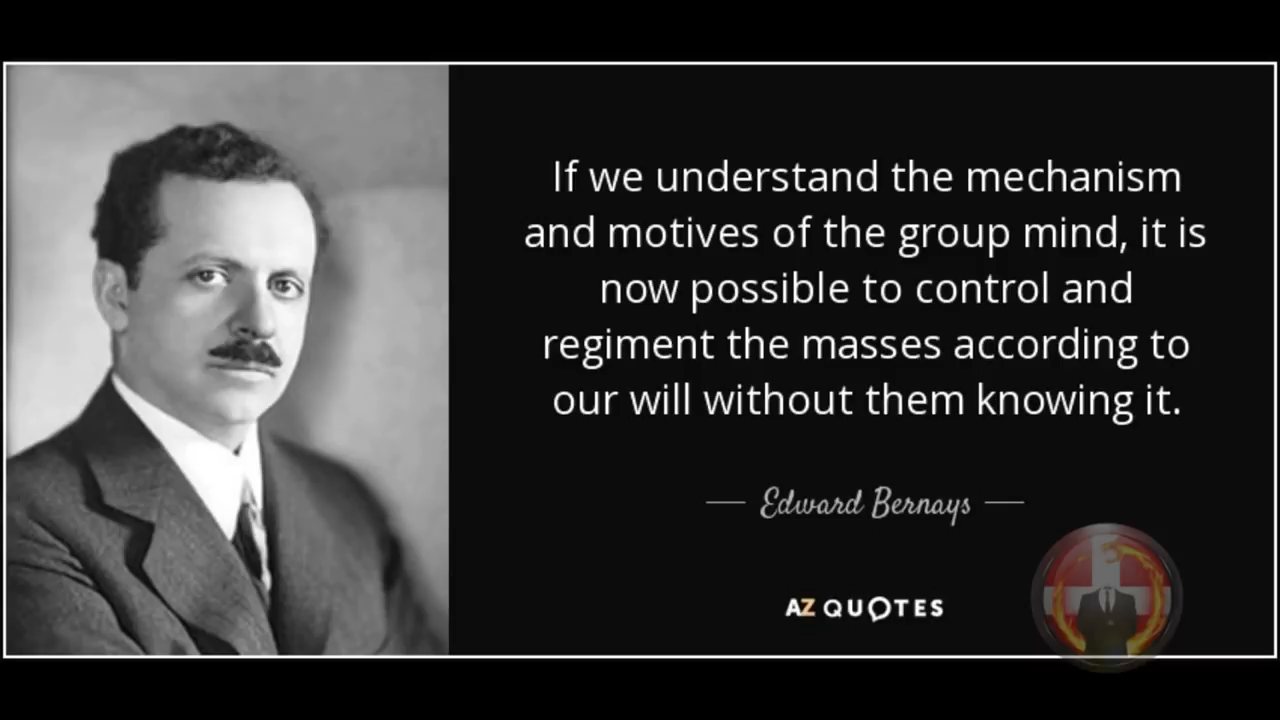 If we understand the mechanism
and motives of the group mind, it is
now possible to control and
regiment the masses according to
our will without them knowing it.
Edward Bernays
AZ QUOTES